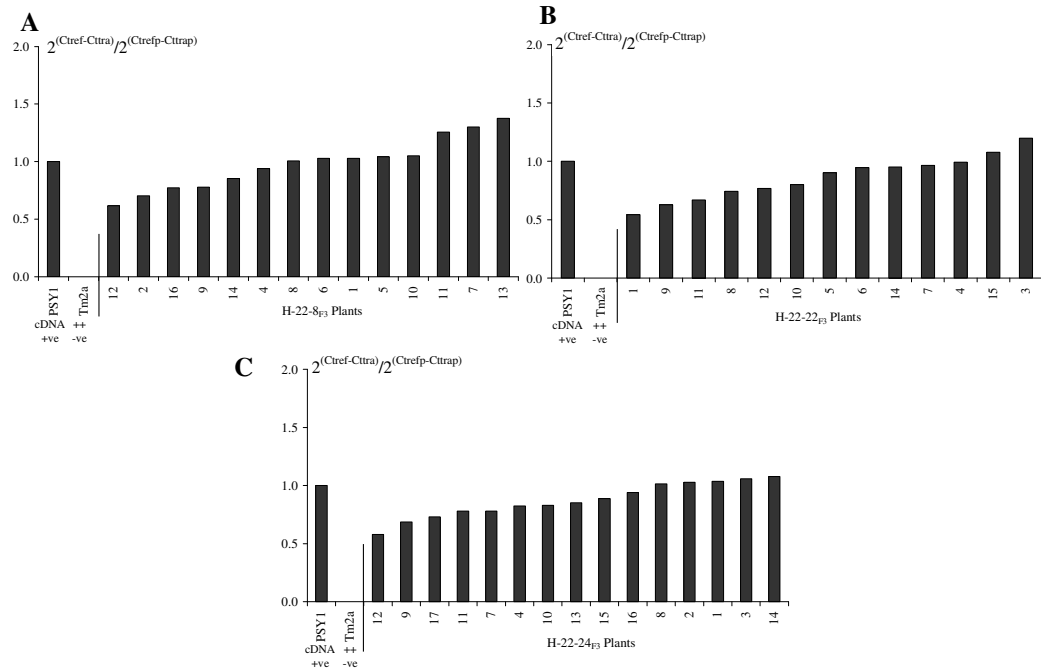 A
2^(Ctref-Cttra)/2^(Ctrefp-Cttrap)
2.0
1.5
1.0
0.5
0.0
PSY1
cDNA
+ve
Tm2a
++
-ve
12 2 16 9 14 4 8 6 1 5 10 11 7 13
H-22-8F3 Plants
B
2^(Ctref-Cttra)/2^(Ctrefp-Cttrap)
2.0
1.5
1.0
0.5
0.0
PSY1
cDNA
+ve
Tm2a
++
-ve
1 9 11 8 12 10 5 6 14 7 4 15 3
H-22-22F3 Plants
C
2^(Ctref-Cttra)/2^(Ctrefp-Cttrap)
2.0
1.5
1.0
0.5
0.0
PSY1
cDNA
+ve
Tm2a
++
-ve
12 9 17 11 7 4 10 13 15 16 8 2 1 3 14
H-22-24F3 Plants